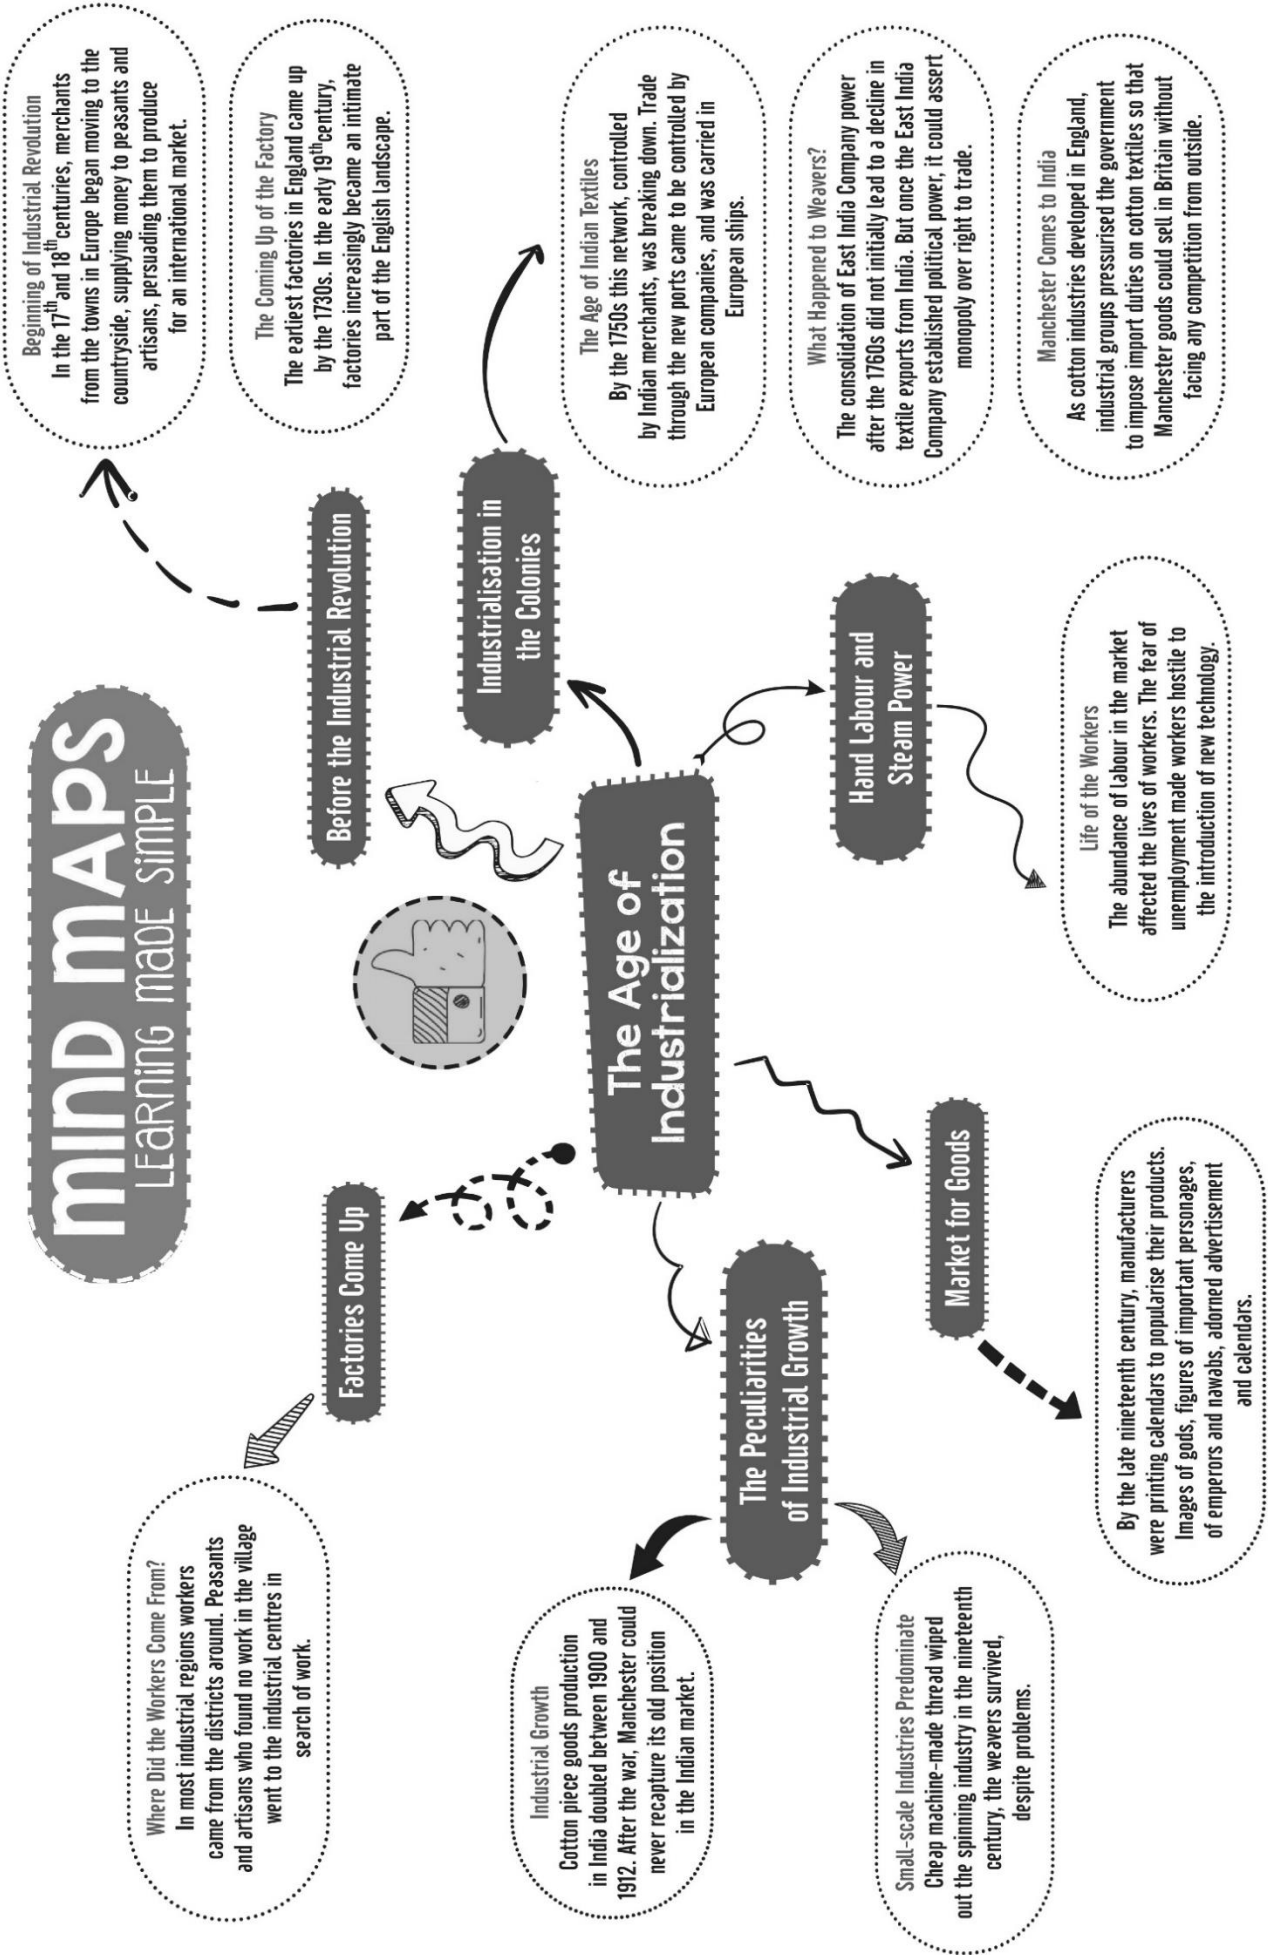 MIND MAPS
LEARNING MADE SIMPLE
Before the Industrial Revolution
Beginning of Industrial Revolution
In the 17th and 18th centuries, merchants
from the towns in Europe began moving to the
countryside, supplying money to peasants and
artisans, persuading them to produce
for an international market.
The Coming Up of the Factory
The earliest factories in England came up
by the 1730s. In the early 19th century,
factories increasingly became an intimate
part of the English landscape.
Industrialisation in
the Colonies
The Age of Indian Textiles
By the 1750s this network, controlled
by Indian merchants, was breaking down. Trade
through the new ports came to be controlled by
European companies, and was carried in
European ships.
What Happened to Weavers?
The consolidation of East India Company power
after the 1760s did not initially lead to a decline in
textile exports from India. But once the East India
Company established political power, it could assert
monopoly over right to trade.
Manchester Comes to India
As cotton industries developed in England,
industrial groups pressurised the government
to impose import duties on cotton textiles so that
Manchester goods could sell in Britain without
facing any competition from outside.
Hand Labour and
Steam Power
Life of the Workers
The abundance of labour in the market
affected the lives of workers. The fear of
unemployment made workers hostile to
the introduction of new technology.
The Age of
Industrialization
Factories Come Up
Where Did the Workers Come From?
In most industrial regions workers
came from the districts around. Peasants
and artisans who found no work in the village
went to the industrial centres in
search of work.
The Peculiarities
of Industrial Growth
Industrial Growth
Cotton piece goods production
in India doubled between 1900 and
1912. After the war, Manchester could
never recapture its old position
in the Indian market.
Small-scale Industries Predominate
Cheap machine-made thread wiped
out the spinning industry in the nineteenth
century, the weavers survived,
despite problems.
Market for Goods
By the late nineteenth century, manufacturers
were printing calendars to popularise their products.
Images of gods, figures of important personages,
of emperors and nawabs, adorned advertisement
and calendars.